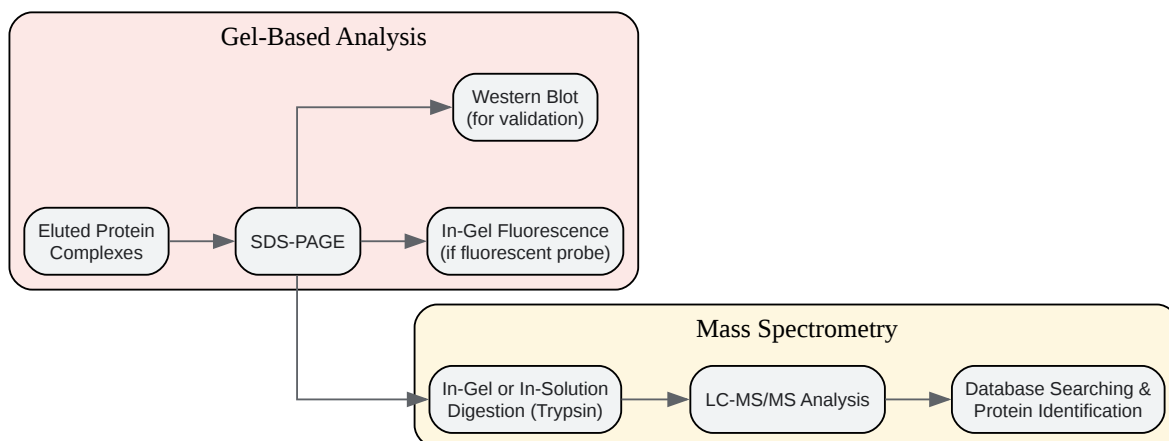 Gel-Based Analysis
Western Blot
(for validation)
Eluted Protein
Complexes
SDS-PAGE
In-Gel Fluorescence
(if fluorescent probe)
Mass Spectrometry
In-Gel or In-Solution
Digestion (Trypsin)
LC-MS/MS Analysis
Database Searching &
Protein Identification